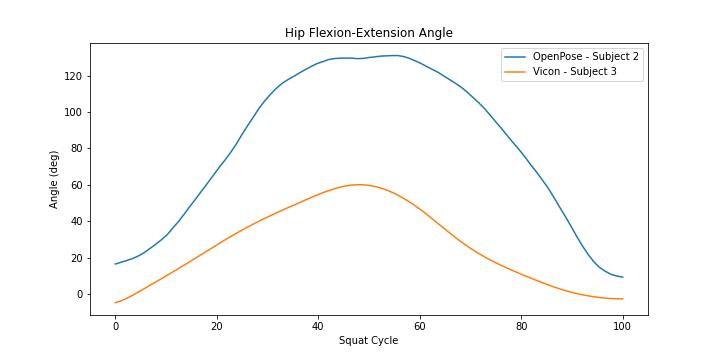 Hip Flexion-Extension Angle
OpenPose - Subject 2
Vicon - Subject 3
Angle (deg)
120
100
80
60
40
20
0
0 20 40 60 80 100
Squat Cycle